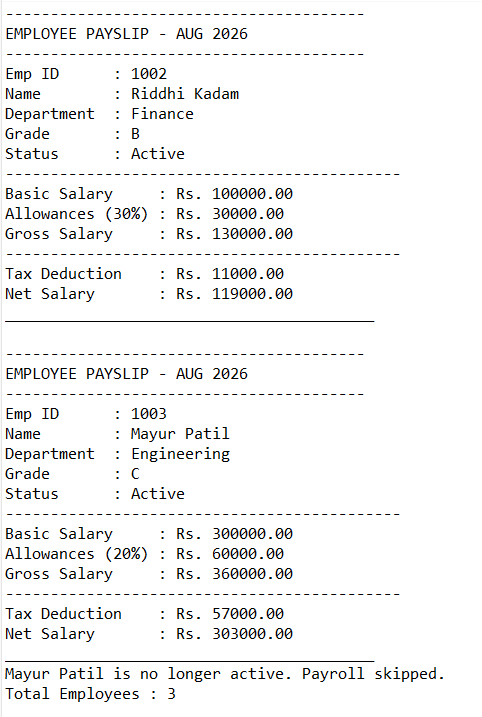 ----------------------------------------
EMPLOYEE PAYSLIP - AUG 2026
----------------------------------------
Emp ID      : 1002
Name        : Riddhi Kadam
Department  : Finance
Grade       : B
Status      : Active
--------------------------------------------
Basic Salary     : Rs. 100000.00
Allowances (30%) : Rs. 30000.00
Gross Salary     : Rs. 130000.00
--------------------------------------------
Tax Deduction    : Rs. 11000.00
Net Salary       : Rs. 119000.00
_________________________________________
----------------------------------------
EMPLOYEE PAYSLIP - AUG 2026
----------------------------------------
Emp ID      : 1003
Name        : Mayur Patil
Department  : Engineering
Grade       : C
Status      : Active
--------------------------------------------
Basic Salary     : Rs. 300000.00
Allowances (20%) : Rs. 60000.00
Gross Salary     : Rs. 360000.00
--------------------------------------------
Tax Deduction    : Rs. 57000.00
Net Salary       : Rs. 303000.00
_________________________________________
Mayur Patil is no longer active. Payroll skipped.
Total Employees : 3